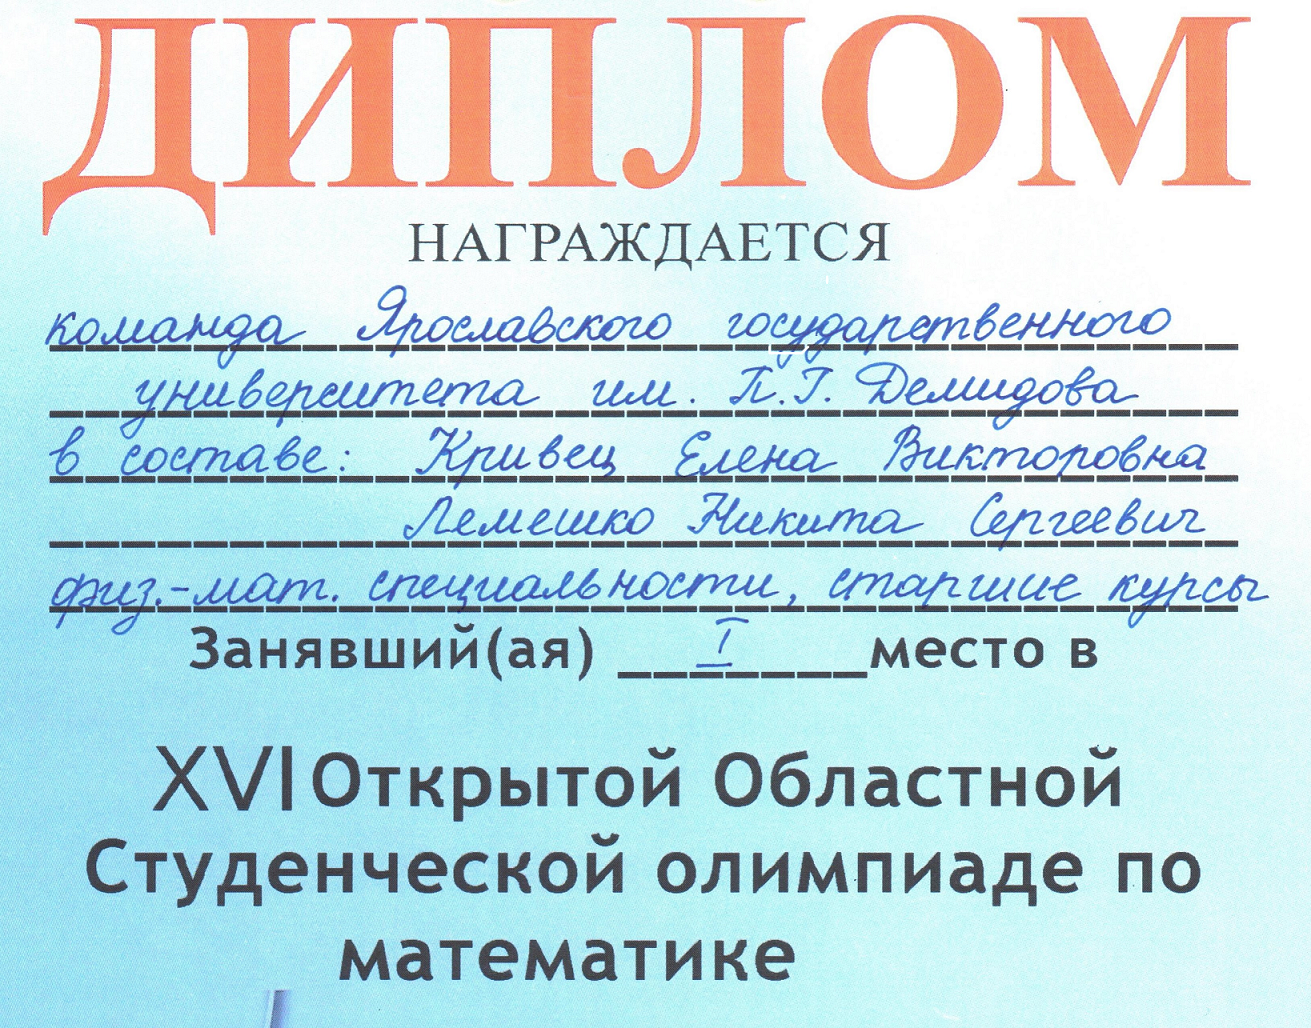 ДИПЛОМ
НАГРАЖДАЕТСЯ
команда Ярославского государственного
университета им. П.Г. Демидова
в составе: Кривец Елена Викторовна
Лемешко Никита Сергеевич
физ.-мат. специальности, старшие курсы
Занявший(ая) I место в
XVI Открытой Областной
Студенческой олимпиаде по
математике